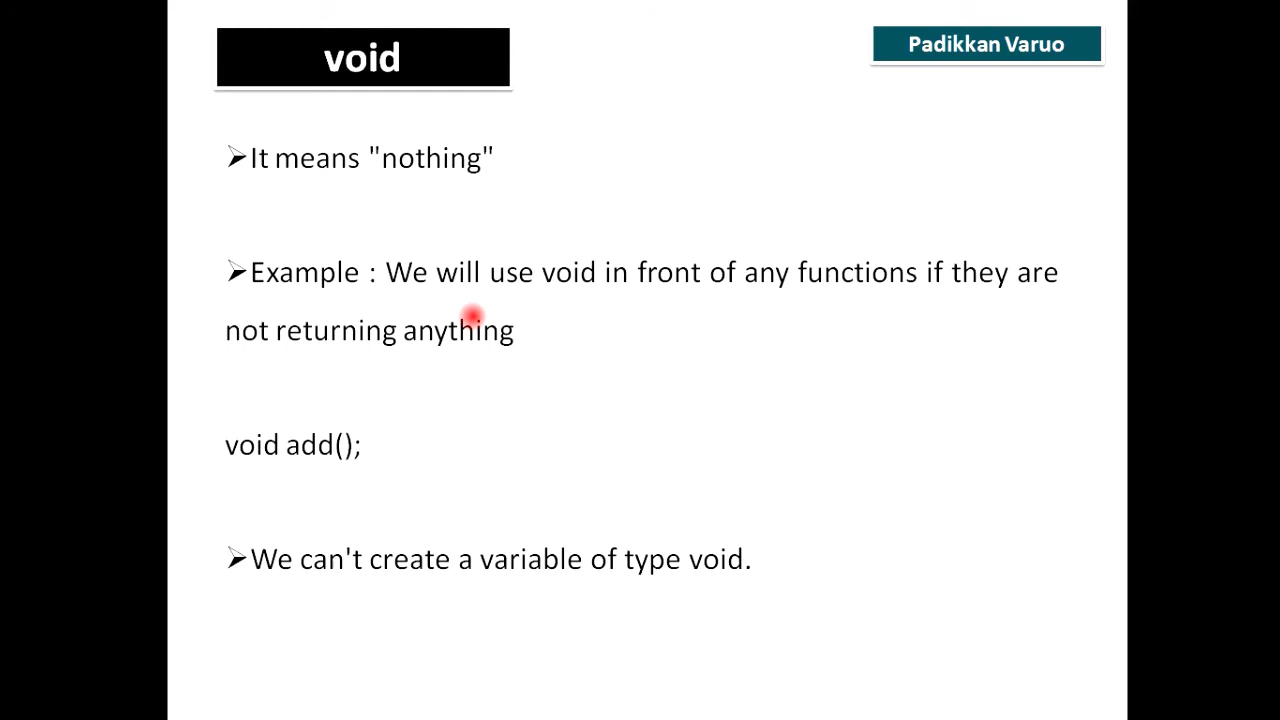 void
Padikkan Varuo
➢It means "nothing"
➢Example : We will use void in front of any functions if they are
not returning anything
void add();
➢We can't create a variable of type void.